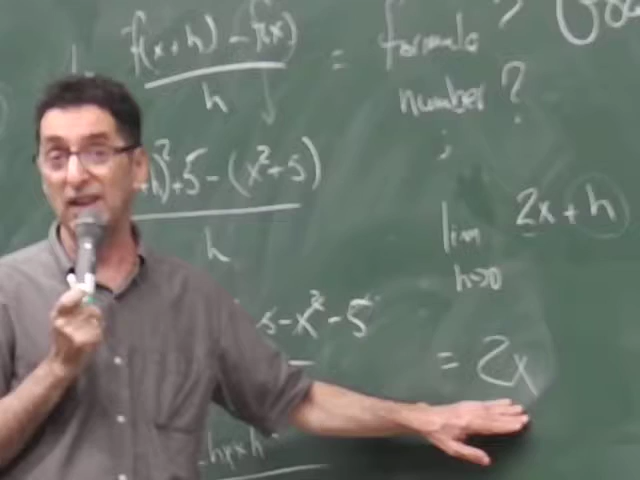 f(x+h) - f(x)
h
=
formula ?
number ?
)²+5 - (x²+5)
h
5 - x² - 5
lim 2x + h
h→0
= 2x